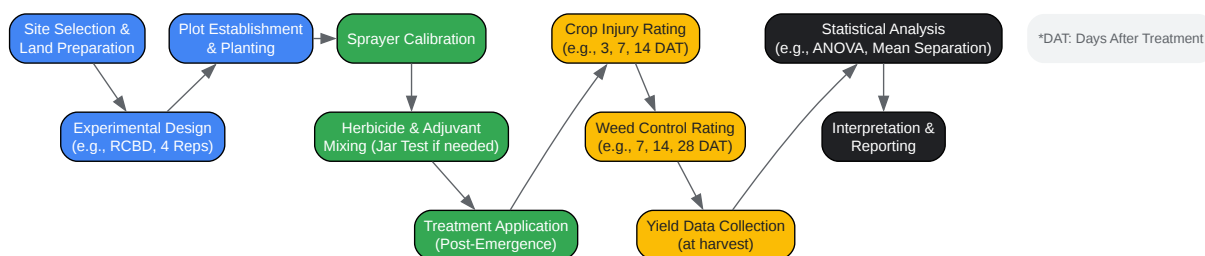 Site Selection &
Land Preparation
Experimental Design
(e.g., RCBD, 4 Reps)
Plot Establishment
& Planting
Sprayer Calibration
Herbicide & Adjuvant
Mixing (Jar Test if needed)
Treatment Application
(Post-Emergence)
Crop Injury Rating
(e.g., 3, 7, 14 DAT)
Weed Control Rating
(e.g., 7, 14, 28 DAT)
Yield Data Collection
(at harvest)
Statistical Analysis
(e.g., ANOVA, Mean Separation)
Interpretation &
Reporting
*DAT: Days After Treatment